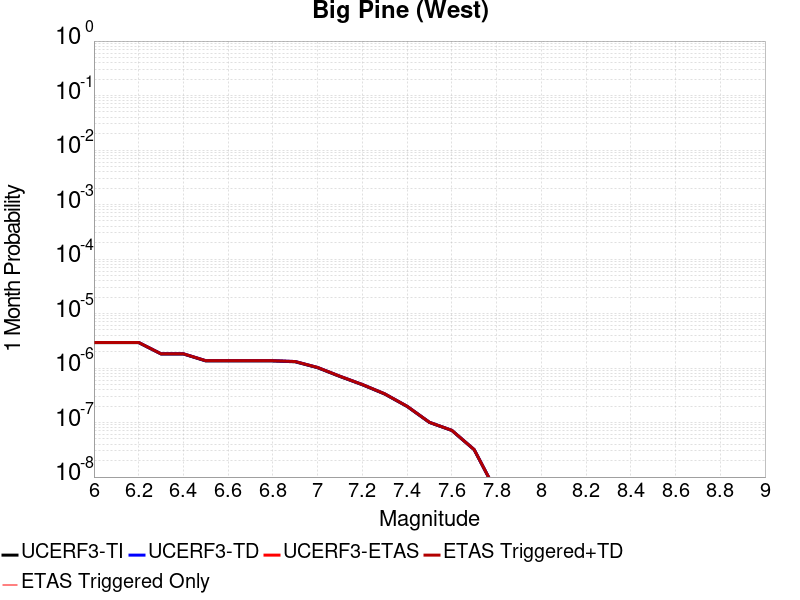 Big Pine (West)
10^0
10^-1
10^-2
10^-3
10^-4
10^-5
10^-6
10^-7
10^-8
1 Month Probability
6 6.2 6.4 6.6 6.8 7 7.2 7.4 7.6 7.8 8 8.2 8.4 8.6 8.8 9
Magnitude
UCERF3-TI UCERF3-TD UCERF3-ETAS ETAS Triggered+TD
ETAS Triggered Only